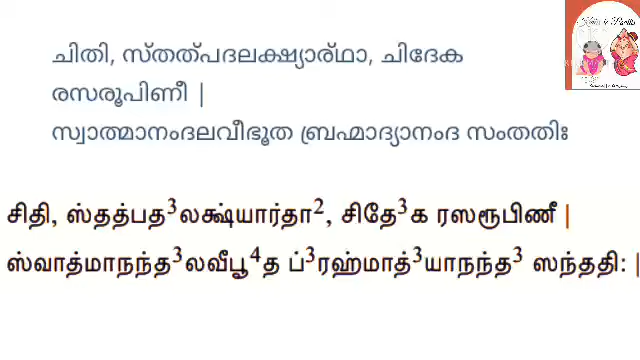 ചിതി, സ്തത്പദലക്ഷ്യാര്ഥാ, ചിദേക
രസരൂപിണീ |
സ്വാത്മാനംദലവീഭൂത ബ്രഹ്മാദ്യാനംദ സംതതിഃ
சிதி, ஸ்தத்பத³லக்ஷ்யார்தா², சிதே³க ரஸரூபிணீ |
ஸ்வாத்மாநந்த³லவீபூ⁴த ப்³ரஹ்மாத்³யாநந்த³ ஸந்ததி: |